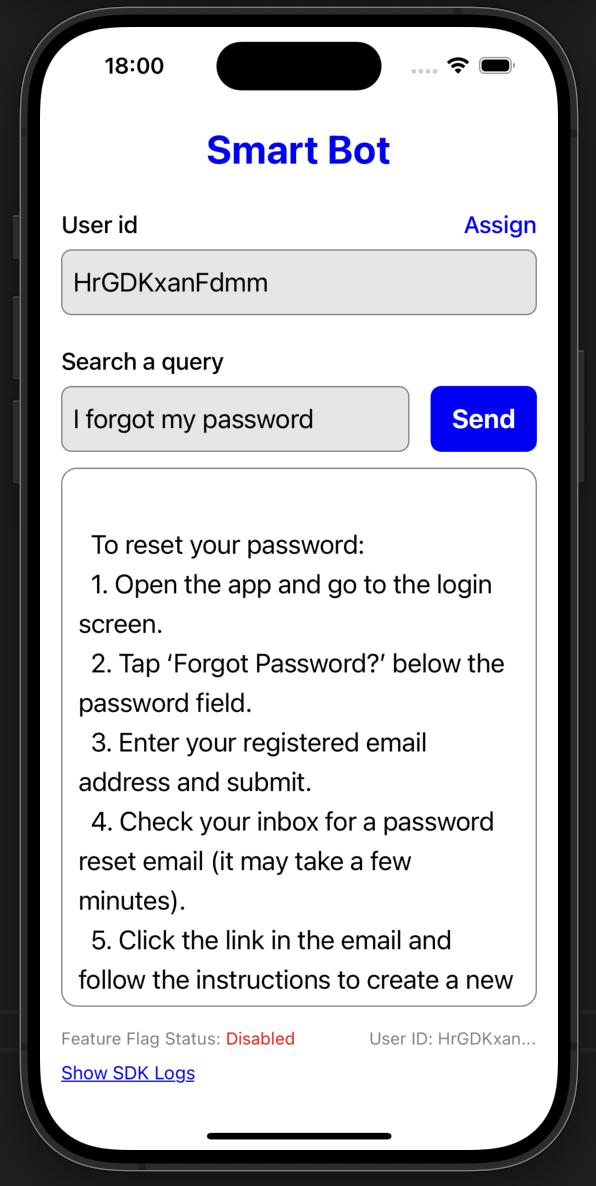 18:00
Smart Bot
User id
Assign
HrGDKxanFdmm
Search a query
I forgot my password
Send
To reset your password:
1. Open the app and go to the login
screen.
2. Tap ‘Forgot Password?’ below the
password field.
3. Enter your registered email
address and submit.
4. Check your inbox for a password
reset email (it may take a few
minutes).
5. Click the link in the email and
follow the instructions to create a new
Feature Flag Status: Disabled
User ID: HrGDKxan...
Show SDK Logs